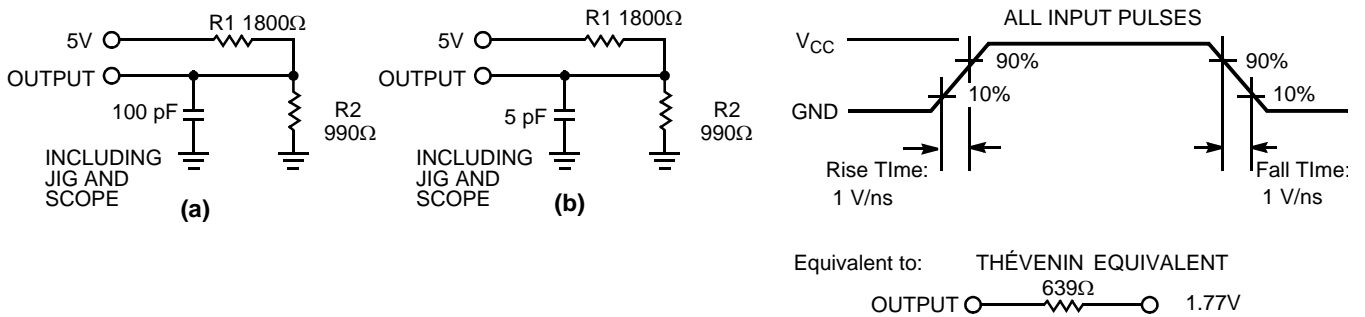 R1 1800Ω
5V
OUTPUT
100 pF
R2
990Ω
INCLUDING
JIG AND
SCOPE
(a)
R1 1800Ω
5V
OUTPUT
5 pF
R2
990Ω
INCLUDING
JIG AND
SCOPE
(b)
ALL INPUT PULSES
VCC
90%
10%
GND
90%
10%
Rise TIme:
1 V/ns
Fall TIme:
1 V/ns
Equivalent to: THÉVENIN EQUIVALENT
639Ω
OUTPUT 1.77V